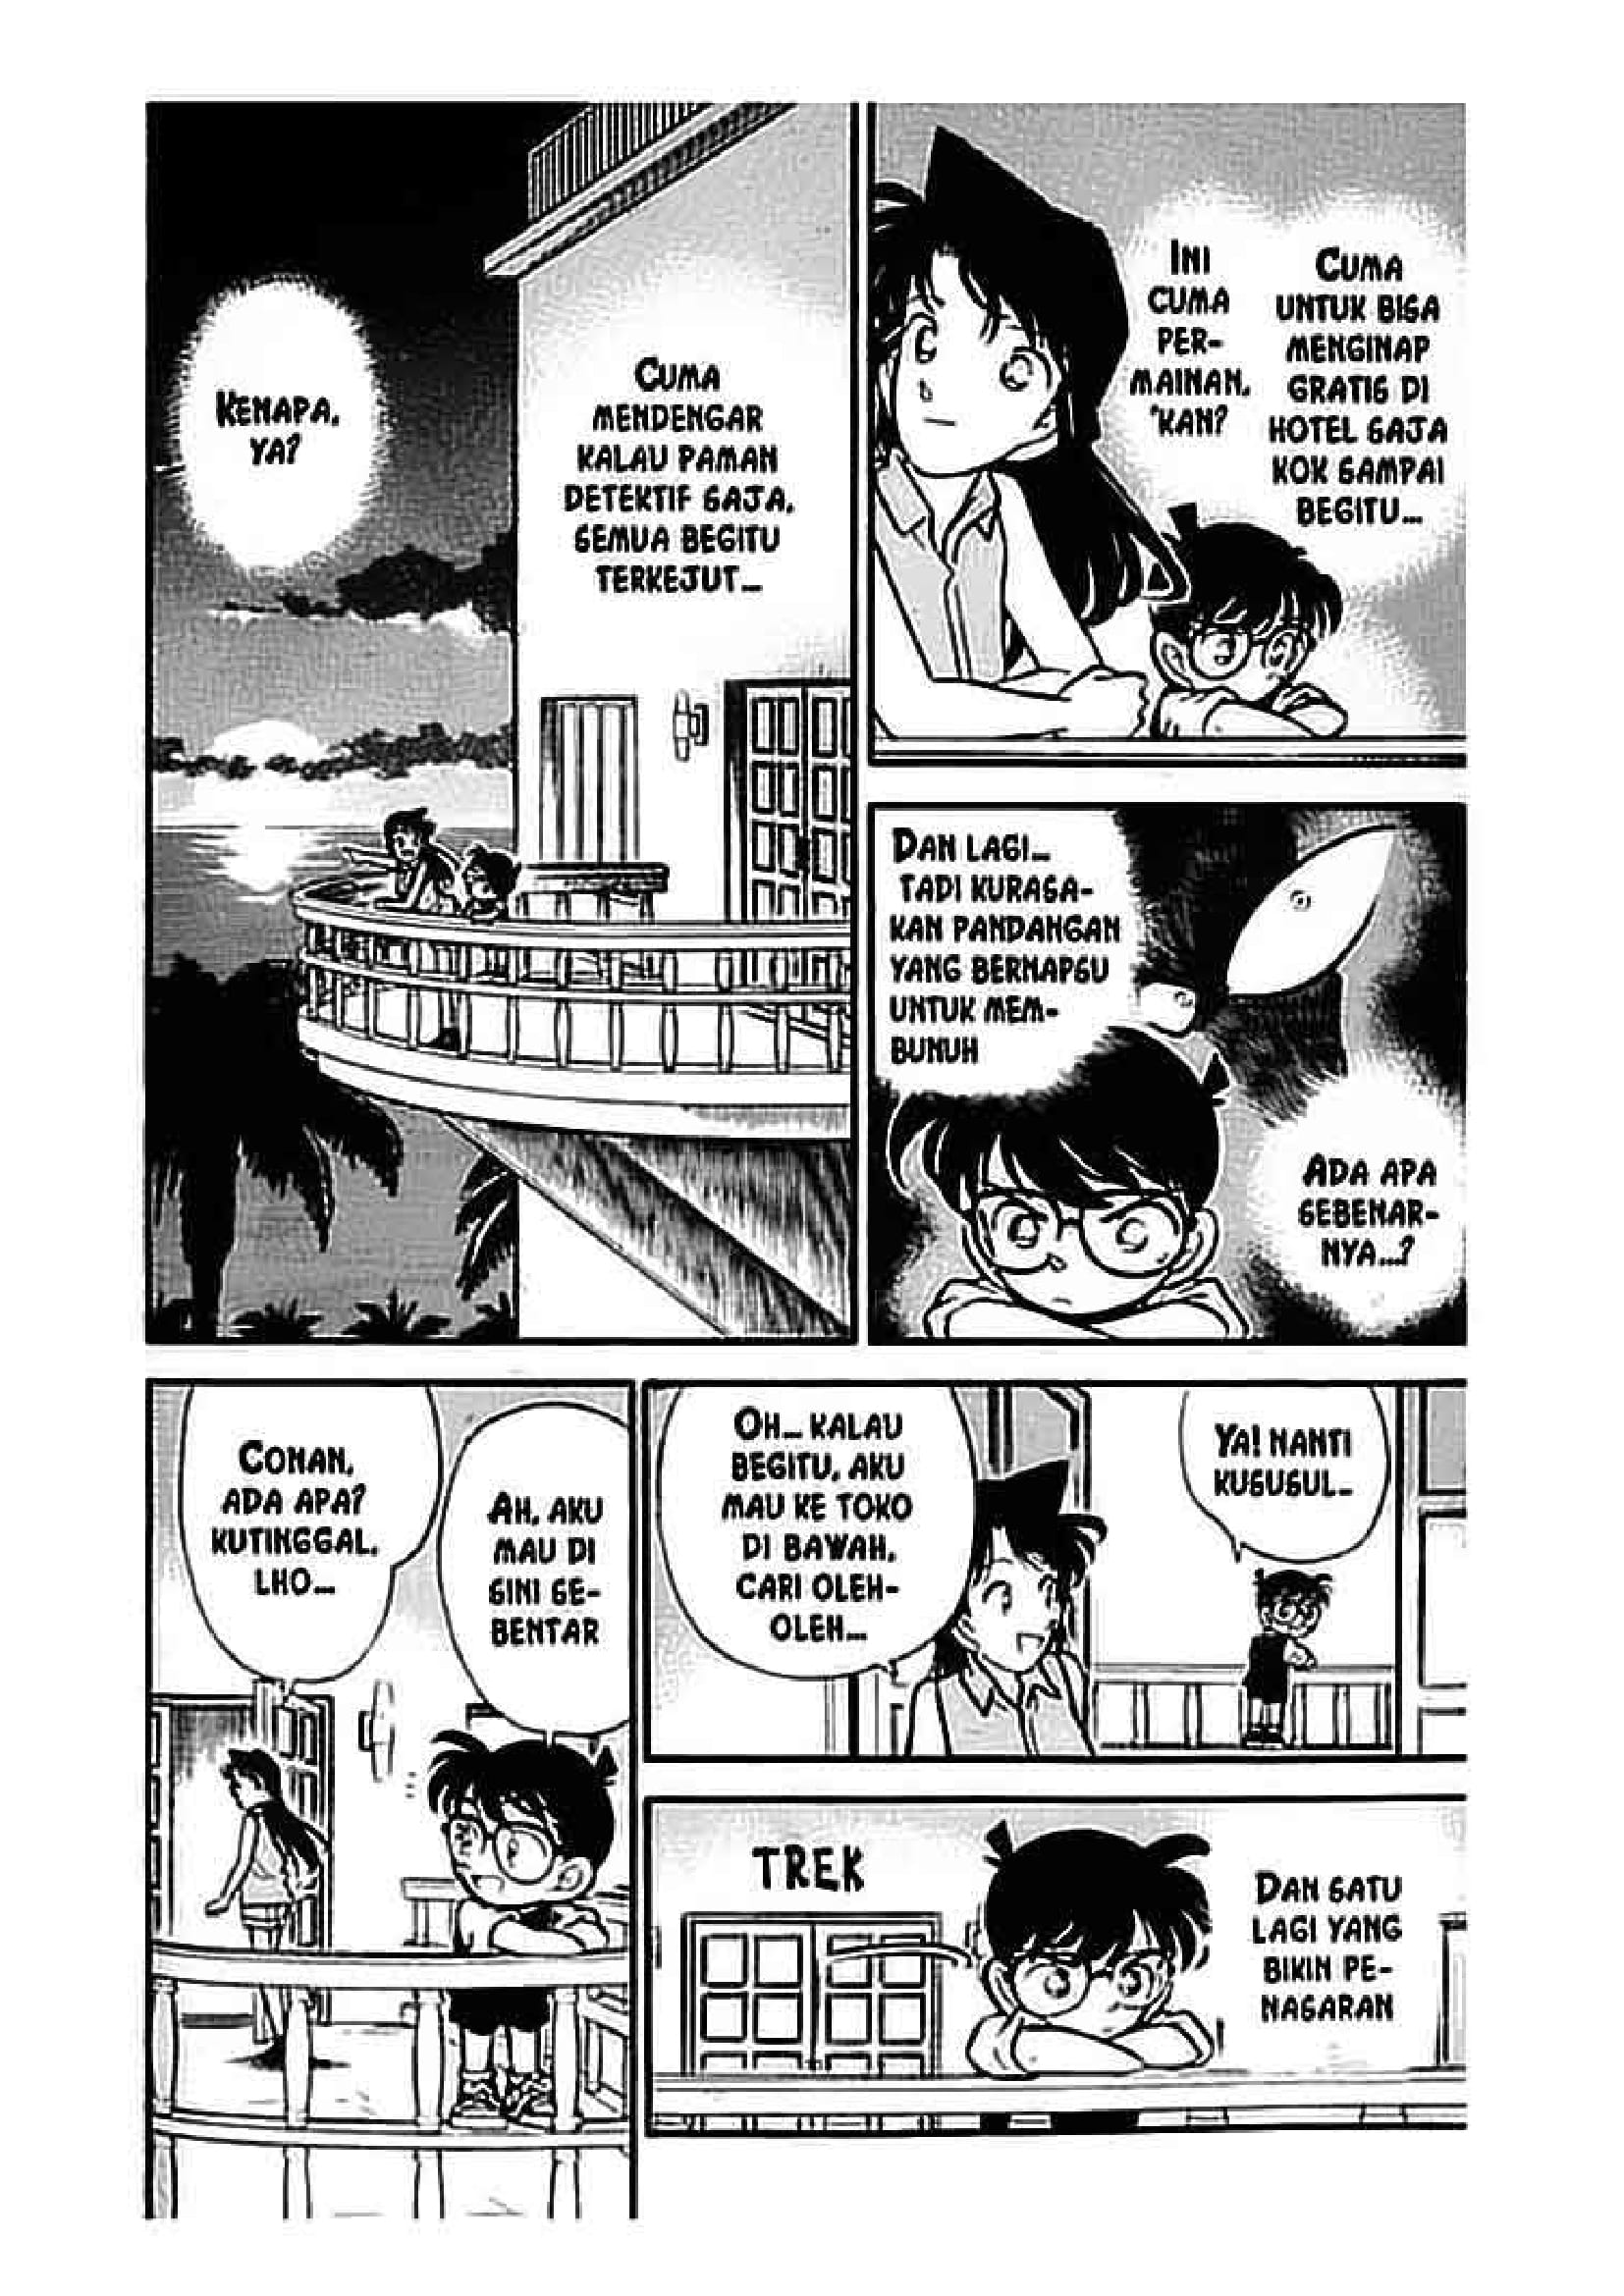 KENAPA,
YA?
CUMA
MENDENGAR
KALAU PAMAN
DETEKTIF SAJA,
SEMUA BEGITU
TERKEJUT...
INI
CUMA
PER-
MAINAN,
'KAN?
CUMA
UNTUK BISA
MENGINAP
GRATIS DI
HOTEL SAJA
KOK SAMPAI
BEGITU...
DAN LAGI...
TADI KURASA-
KAN PANDANGAN
YANG BERNAPSU
UNTUK MEM-
BUNUH
ADA APA
SEBENAR-
NYA...?
CONAN,
ADA APA?
KUTINGGAL,
LHO...
AH, AKU
MAU DI
SINI SE-
BENTAR
OH... KALAU
BEGITU, AKU
MAU KE TOKO
DI BAWAH,
CARI OLEH-
OLEH...
YA! NANTI
KUSUSUL...
TREK
DAN SATU
LAGI YANG
BIKIN PE-
NASARAN